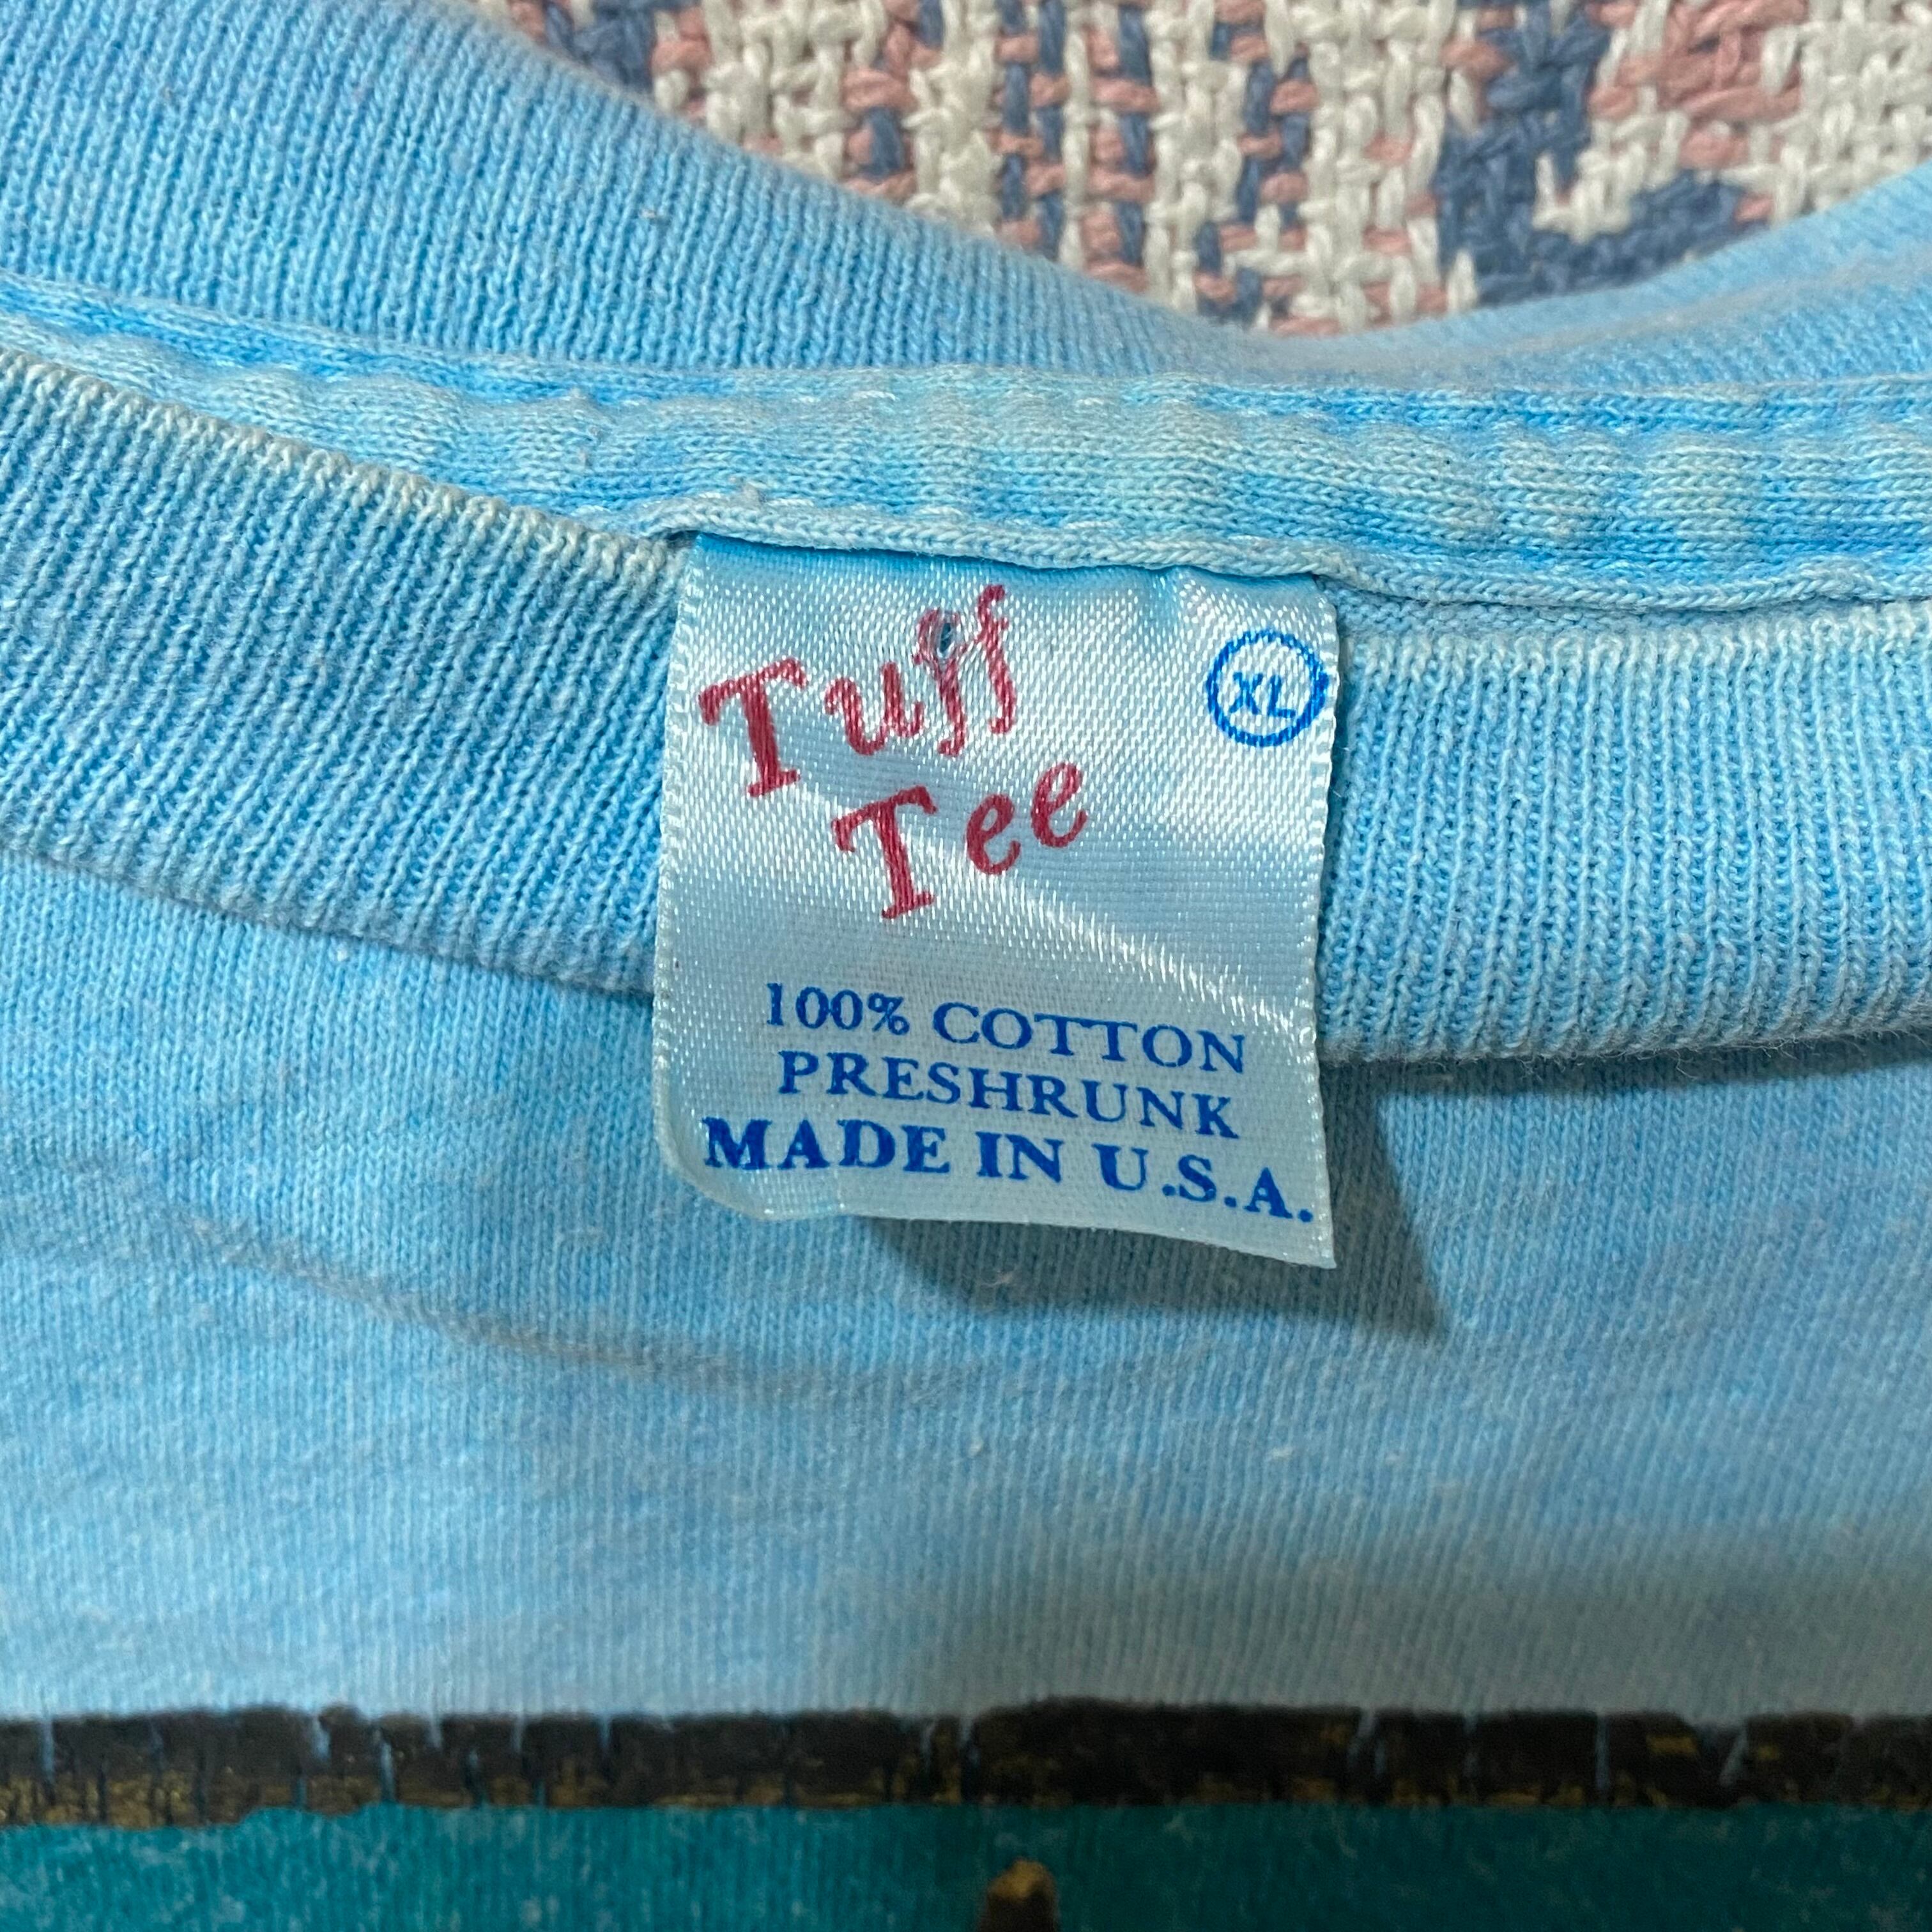 Tuff
Tee
XL
100% COTTON
PRESHRUNK
MADE IN U.S.A.